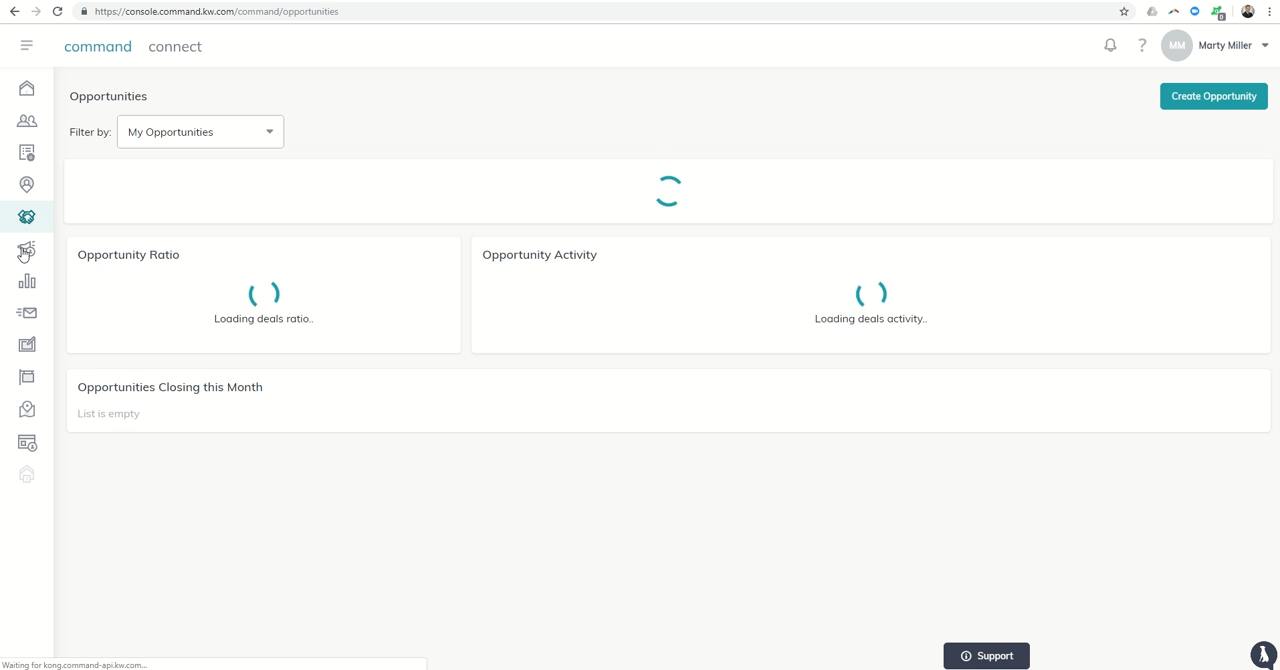 https://console.command.kw.com/command/opportunities
0
command connect
MM Marty Miller
Opportunities
Create Opportunity
Filter by: My Opportunities
Opportunity Ratio
Loading deals ratio..
Opportunity Activity
Loading deals activity..
Opportunities Closing this Month
List is empty
Support
Waiting for kong.command-api.kw.com...